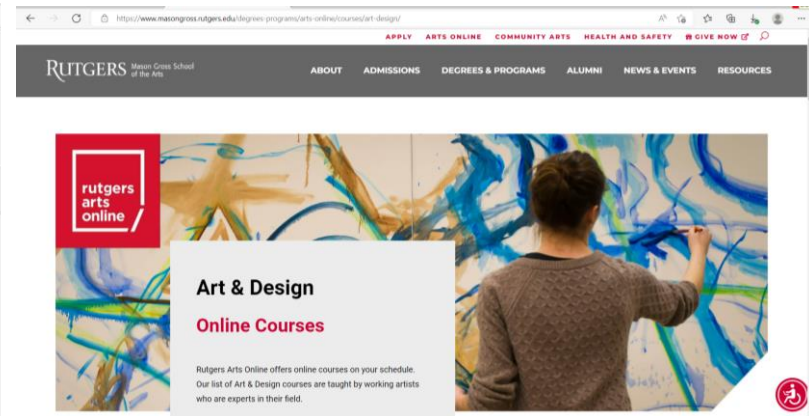 https://www.masongross.rutgers.edu/degrees-programs/arts-online/courses/art-design/
APPLY ARTS ONLINE COMMUNITY ARTS HEALTH AND SAFETY GIVE NOW
RUTGERS Mason Gross School
of the Arts
ABOUT ADMISSIONS DEGREES & PROGRAMS ALUMNI NEWS & EVENTS RESOURCES
rutgers
arts
online
Art & Design
Online Courses
Rutgers Arts Online offers online courses on your schedule.
Our list of Art & Design courses are taught by working artists
who are experts in their field.